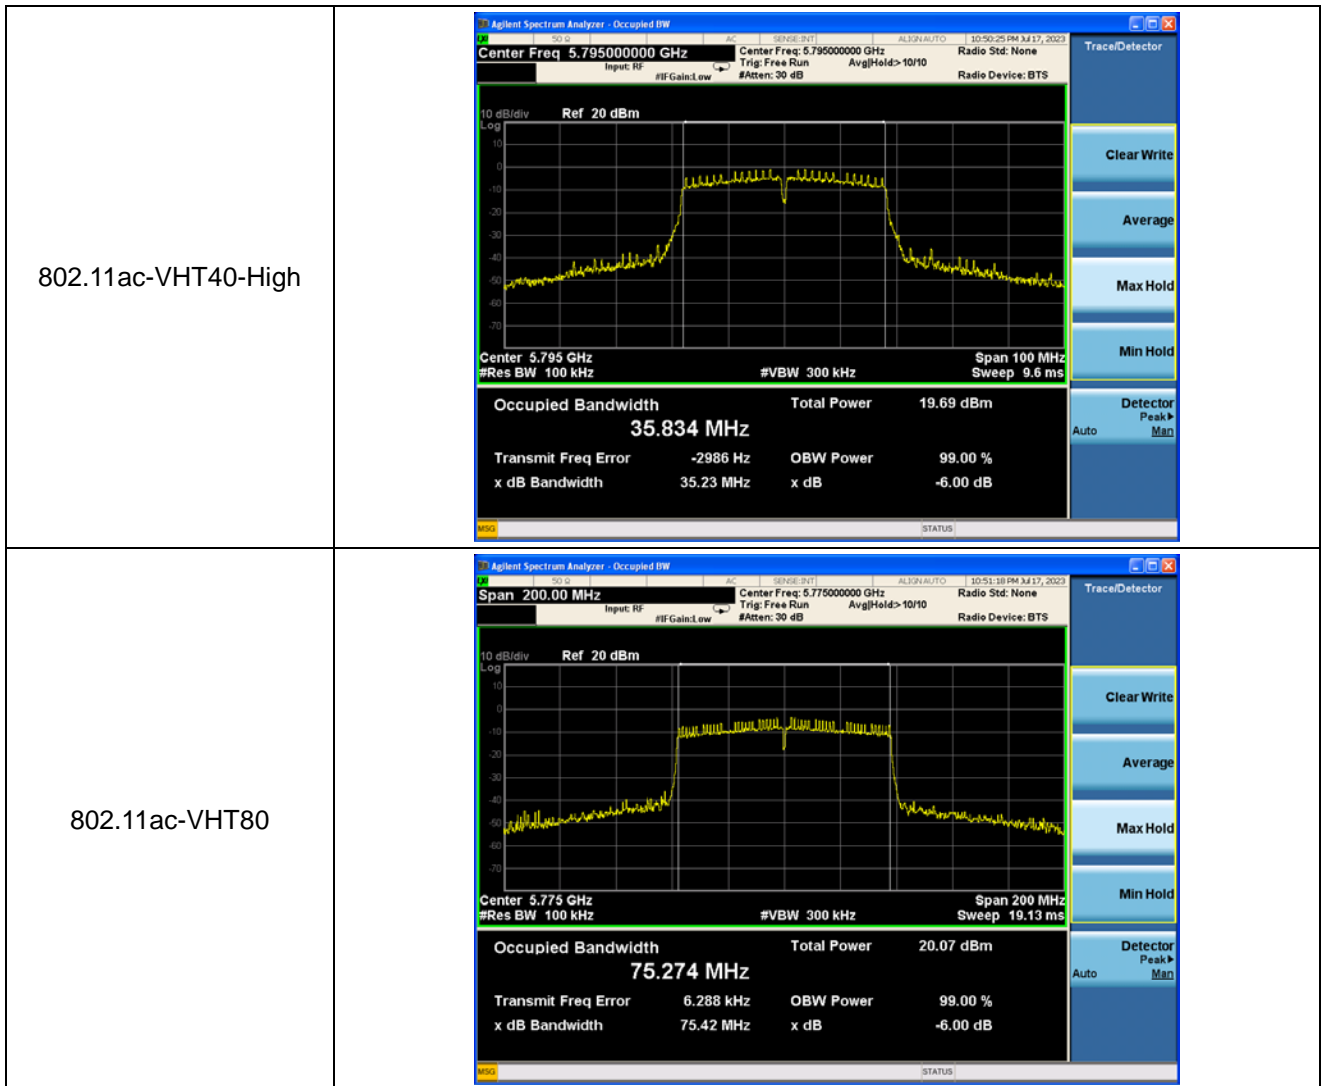 802.11ac-VHT40-High
Agilent Spectrum Analyzer - Occupied BW
50 Ω AC SENSE:INT ALIGN AUTO 10:50:25 PM Jul 17, 2023
Center Freq 5.795000000 GHz
Input: RF
#IFGain:Low
Center Freq: 5.795000000 GHz
Trig: Free Run Avg|Hold:>10/10
#Atten: 30 dB
Radio Std: None
Radio Device: BTS
10 dB/div Ref 20 dBm
Log
10
0
-10
-20
-30
-40
-50
-60
-70
Center 5.795 GHz Span 100 MHz
#Res BW 100 kHz #VBW 300 kHz Sweep 9.6 ms
Occupied Bandwidth Total Power 19.69 dBm
35.834 MHz
Transmit Freq Error -2986 Hz OBW Power 99.00 %
x dB Bandwidth 35.23 MHz x dB -6.00 dB
MSG STATUS
Trace/Detector
Clear Write
Average
Max Hold
Min Hold
Detector
Peak▶
Auto Man
802.11ac-VHT80
Agilent Spectrum Analyzer - Occupied BW
50 Ω AC SENSE:INT ALIGN AUTO 10:51:18 PM Jul 17, 2023
Span 200.00 MHz
Input: RF
#IFGain:Low
Center Freq: 5.775000000 GHz
Trig: Free Run Avg|Hold:>10/10
#Atten: 30 dB
Radio Std: None
Radio Device: BTS
10 dB/div Ref 20 dBm
Log
10
0
-10
-20
-30
-40
-50
-60
-70
Center 5.775 GHz Span 200 MHz
#Res BW 100 kHz #VBW 300 kHz Sweep 19.13 ms
Occupied Bandwidth Total Power 20.07 dBm
75.274 MHz
Transmit Freq Error 6.288 kHz OBW Power 99.00 %
x dB Bandwidth 75.42 MHz x dB -6.00 dB
MSG STATUS
Trace/Detector
Clear Write
Average
Max Hold
Min Hold
Detector
Peak▶
Auto Man